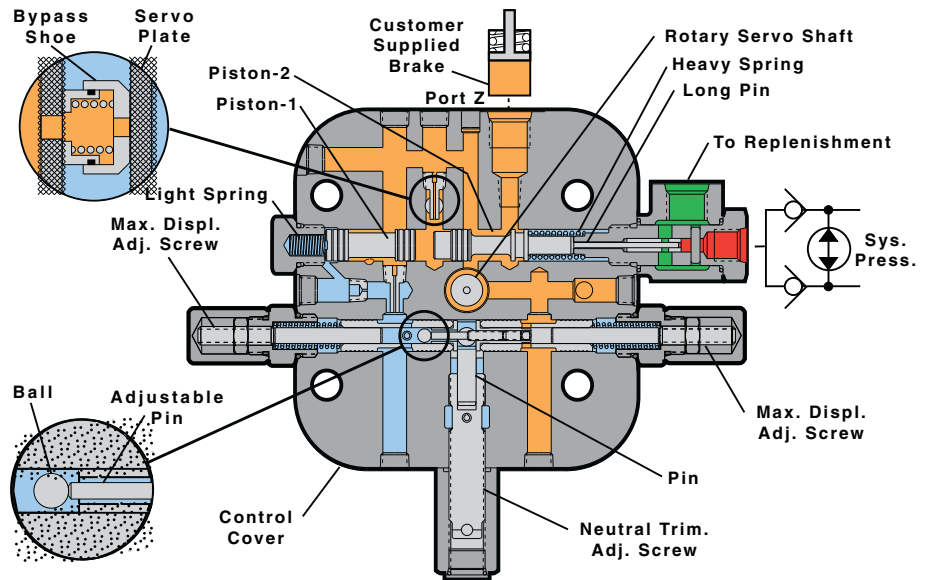 Bypass
Shoe
Servo
Plate
Customer
Supplied
Brake
Rotary Servo Shaft
Heavy Spring
Long Pin
Piston-2
Piston-1
Port Z
To Replenishment
Light Spring
Max. Displ.
Adj. Screw
Sys.
Press.
Ball
Adjustable
Pin
Max. Displ.
Adj. Screw
Pin
Control
Cover
Neutral Trim.
Adj. Screw